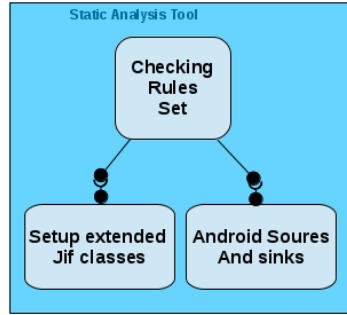 Static Analysis Tool
Checking
Rules
Set
Setup extended
Jif classes
Android Soures
And sinks